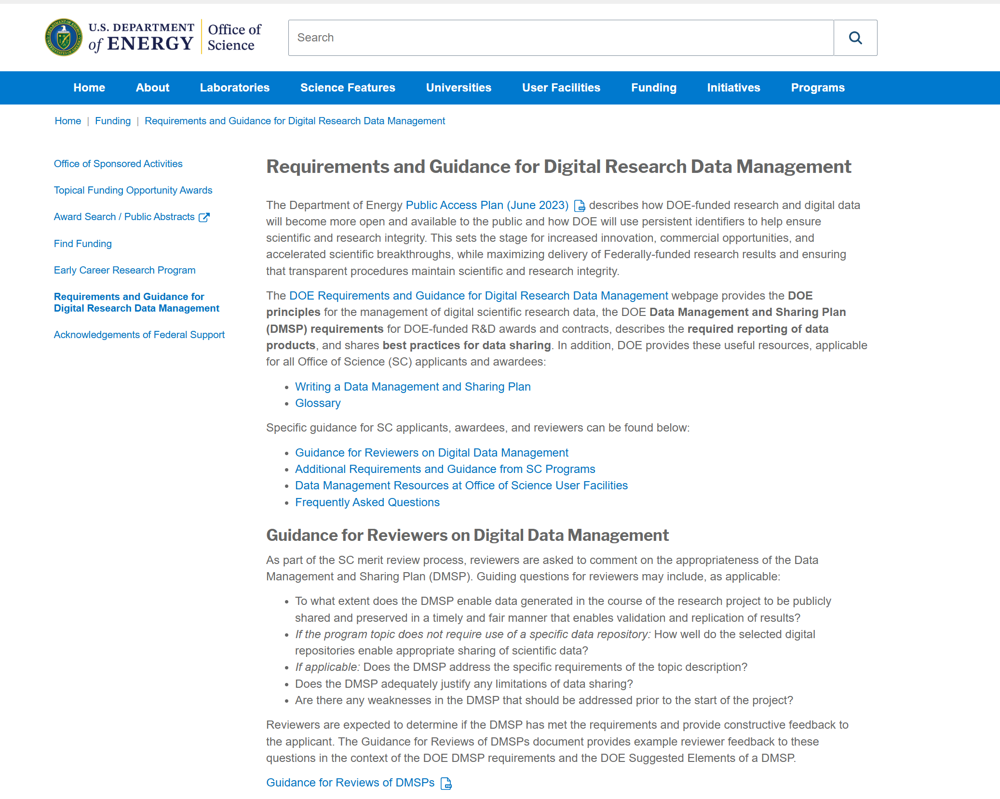 U.S. DEPARTMENT
of ENERGY
Office of
Science
Search
Home
About
Laboratories
Science Features
Universities
User Facilities
Funding
Initiatives
Programs
Home | Funding | Requirements and Guidance for Digital Research Data Management
Office of Sponsored Activities
Topical Funding Opportunity Awards
Award Search / Public Abstracts
Find Funding
Early Career Research Program
Requirements and Guidance for
Digital Research Data Management
Acknowledgements of Federal Support
Requirements and Guidance for Digital Research Data Management
The Department of Energy Public Access Plan (June 2023) describes how DOE-funded research and digital data
will become more open and available to the public and how DOE will use persistent identifiers to help ensure
scientific and research integrity. This sets the stage for increased innovation, commercial opportunities, and
accelerated scientific breakthroughs, while maximizing delivery of Federally-funded research results and ensuring
that transparent procedures maintain scientific and research integrity.
The DOE Requirements and Guidance for Digital Research Data Management webpage provides the DOE
principles for the management of digital scientific research data, the DOE Data Management and Sharing Plan
(DMSP) requirements for DOE-funded R&D awards and contracts, describes the required reporting of data
products, and shares best practices for data sharing. In addition, DOE provides these useful resources, applicable
for all Office of Science (SC) applicants and awardees:
• Writing a Data Management and Sharing Plan
• Glossary
Specific guidance for SC applicants, awardees, and reviewers can be found below:
• Guidance for Reviewers on Digital Data Management
• Additional Requirements and Guidance from SC Programs
• Data Management Resources at Office of Science User Facilities
• Frequently Asked Questions
Guidance for Reviewers on Digital Data Management
As part of the SC merit review process, reviewers are asked to comment on the appropriateness of the Data
Management and Sharing Plan (DMSP). Guiding questions for reviewers may include, as applicable:
• To what extent does the DMSP enable data generated in the course of the research project to be publicly
shared and preserved in a timely and fair manner that enables validation and replication of results?
• If the program topic does not require use of a specific data repository: How well do the selected digital
repositories enable appropriate sharing of scientific data?
• If applicable: Does the DMSP address the specific requirements of the topic description?
• Does the DMSP adequately justify any limitations of data sharing?
• Are there any weaknesses in the DMSP that should be addressed prior to the start of the project?
Reviewers are expected to determine if the DMSP has met the requirements and provide constructive feedback to
the applicant. The Guidance for Reviews of DMSPs document provides example reviewer feedback to these
questions in the context of the DOE DMSP requirements and the DOE Suggested Elements of a DMSP.
Guidance for Reviews of DMSPs